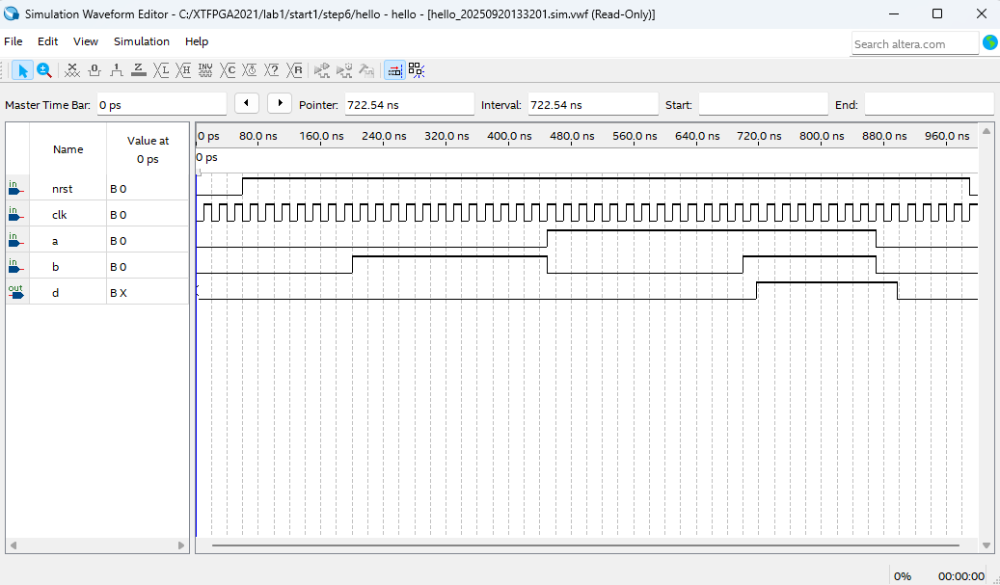 Simulation Waveform Editor - C:/XTFPGA2021/lab1/start1/step6/hello - hello - [hello_20250920133201.sim.vwf (Read-Only)]
File Edit View Simulation Help
Search altera.com
Master Time Bar: 0 ps Pointer: 722.54 ns Interval: 722.54 ns Start: End:
Name Value at 0 ps
0 ps 80.0 ns 160.0 ns 240.0 ns 320.0 ns 400.0 ns 480.0 ns 560.0 ns 640.0 ns 720.0 ns 800.0 ns 880.0 ns 960.0 ns
0 ps
in nrst B 0
in clk B 0
in a B 0
in b B 0
out d B X
0% 00:00:00